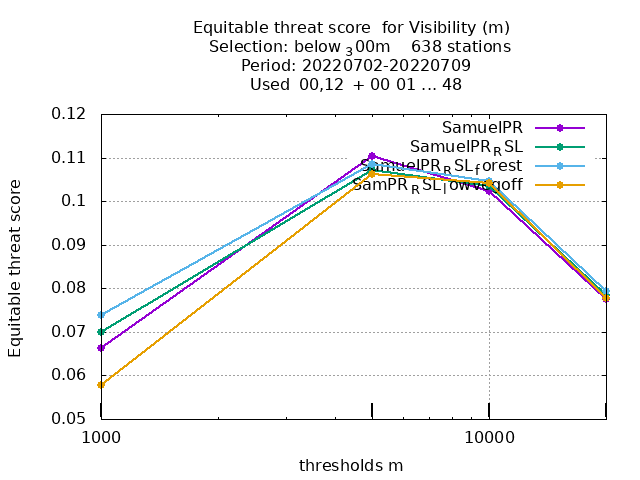 Equitable threat score for Visibility (m)
Selection: below 300m 638 stations
Period: 20220702-20220709
Used 00,12 + 00 01 ... 48
0.12
0.11
0.1
0.09
0.08
0.07
0.06
0.05
Equitable threat score
SamuelPR
SamuelPRRSL
SamuelPRRSLforest
1000
10000
thresholds m